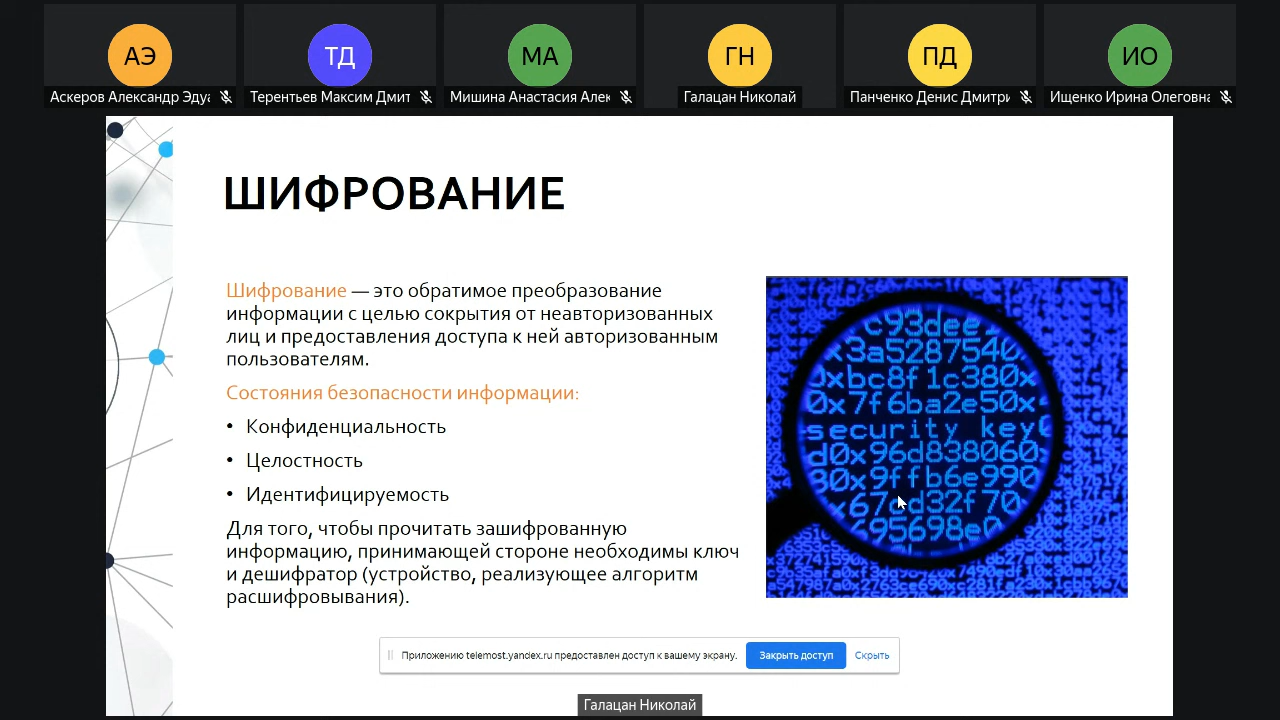 АЭ
ТД
МА
ГН
ПД
ИО
Аскеров Александр Эдуа
Терентьев Максим Дмит
Мишина Анастасия Алек
Галацан Николай
Панченко Денис Дмитри
Ищенко Ирина Олеговна
ШИФРОВАНИЕ
Шифрование — это обратимое преобразование
информации с целью сокрытия от неавторизованных
лиц и предоставления доступа к ней авторизованным
пользователям.
Состояния безопасности информации:
• Конфиденциальность
• Целостность
• Идентифицируемость
Для того, чтобы прочитать зашифрованную
информацию, принимающей стороне необходимы ключ
и дешифратор (устройство, реализующее алгоритм
расшифровывания).
c93dee
x3a5287540
0xbc8f1c380x
0x7f6ba2e50x
security key
d0x96d838060
30x9ffb6e990
x67dd32f70
695698e0
Приложению telemost.yandex.ru предоставлен доступ к вашему экрану.
Закрыть доступ
Скрыть
Галацан Николай